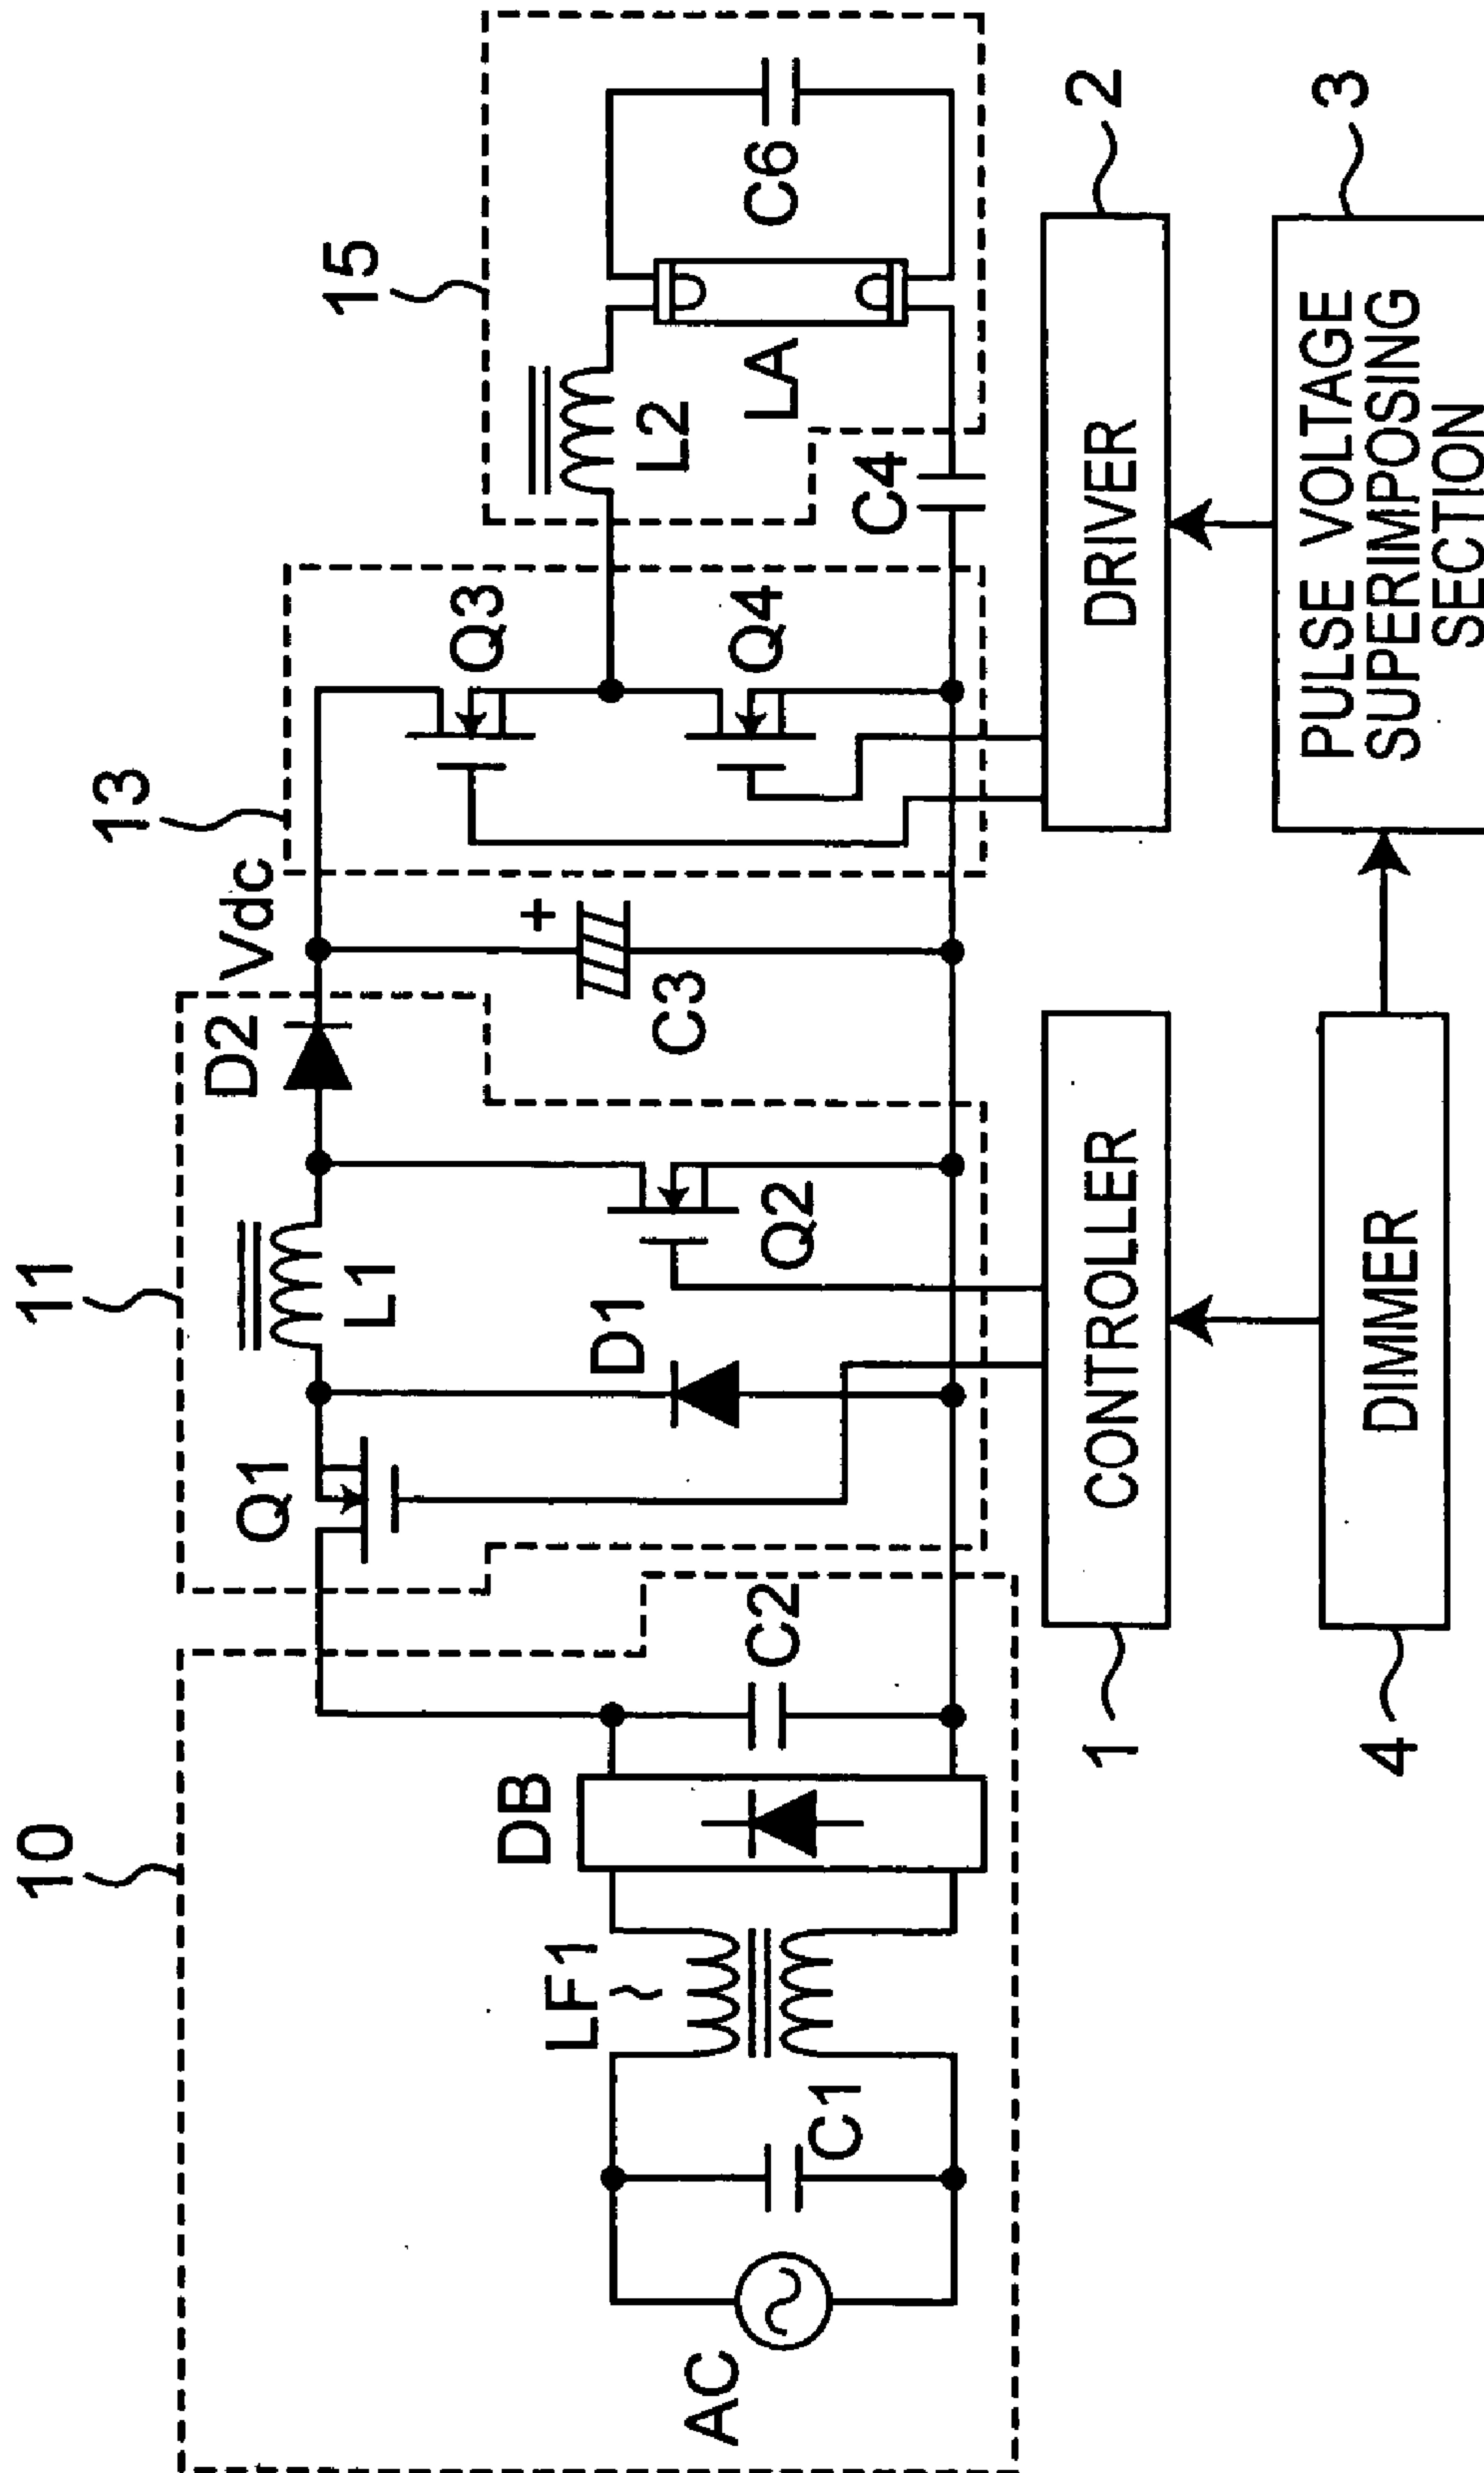 10
11
13
15
AC
C1
LF1
DB
C2
Q1
D1
L1
Q2
D2
Vdc
C3
+
Q3
Q4
L2
C4
LA
C6
1
CONTROLLER
DRIVER
2
4
DIMMER
PULSE VOLTAGE
SUPERIMPOSING
SECTION
3